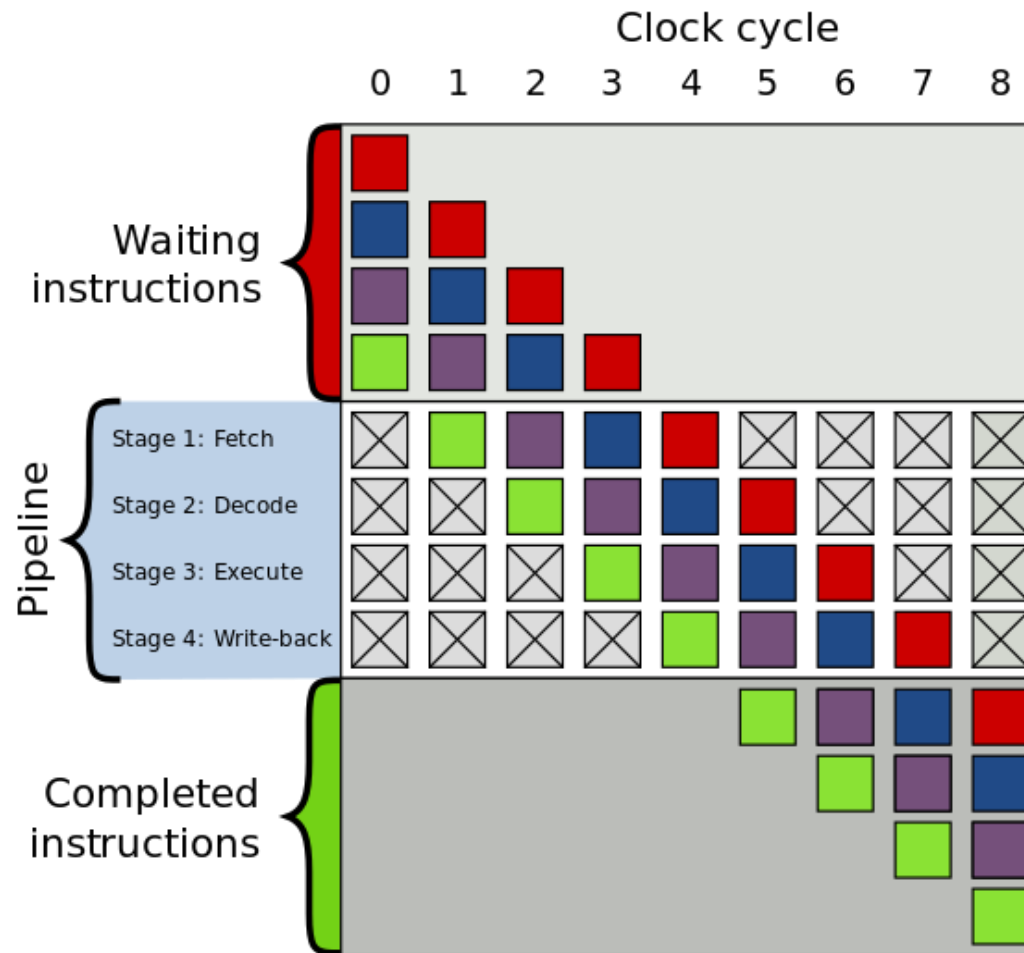 Clock cycle
0 1 2 3 4 5 6 7 8
Waiting
instructions
Pipeline
Stage 1: Fetch
Stage 2: Decode
Stage 3: Execute
Stage 4: Write-back
Completed
instructions